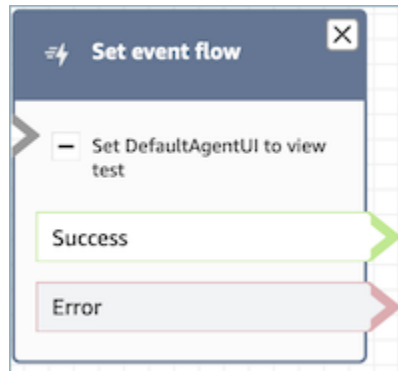 Set event flow
Set DefaultAgentUI to view
test
Success
Error